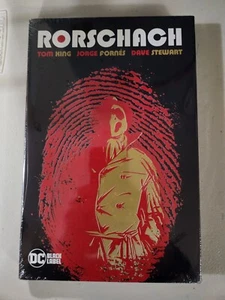 RORSCHACH
TOM KING JORGE FORNÉS DAVE STEWART
DC BLACK LABEL